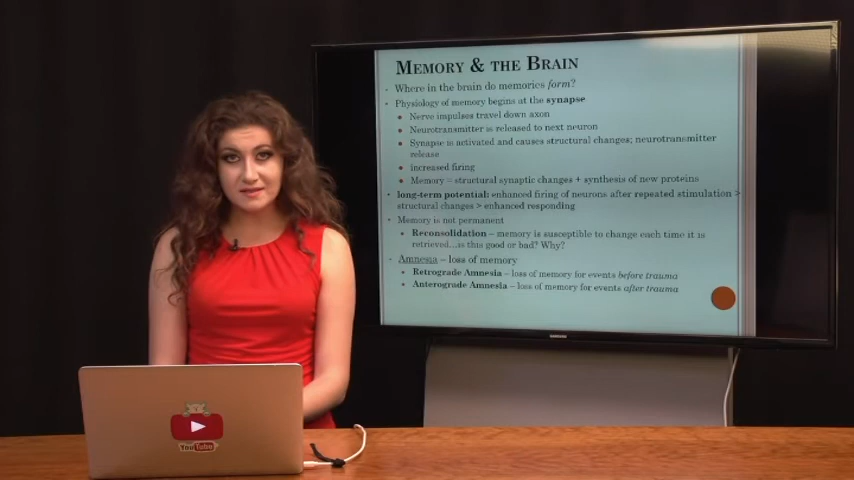 MEMORY & THE BRAIN
Where in the brain do memories form?
Physiology of memory begins at the synapse
Nerve impulses travel down axon
Neurotransmitter is released to next neuron
Synapse is activated and causes structural changes; neurotransmitter
release
increased firing
Memory = structural synaptic changes + synthesis of new proteins
long-term potential: enhanced firing of neurons after repeated stimulation >
structural changes > enhanced responding
Memory is not permanent
Reconsolidation – memory is susceptible to change each time it is
retrieved...is this good or bad? Why?
Amnesia – loss of memory
Retrograde Amnesia – loss of memory for events before trauma
Anterograde Amnesia – loss of memory for events after trauma
SAMSUNG
YouTube